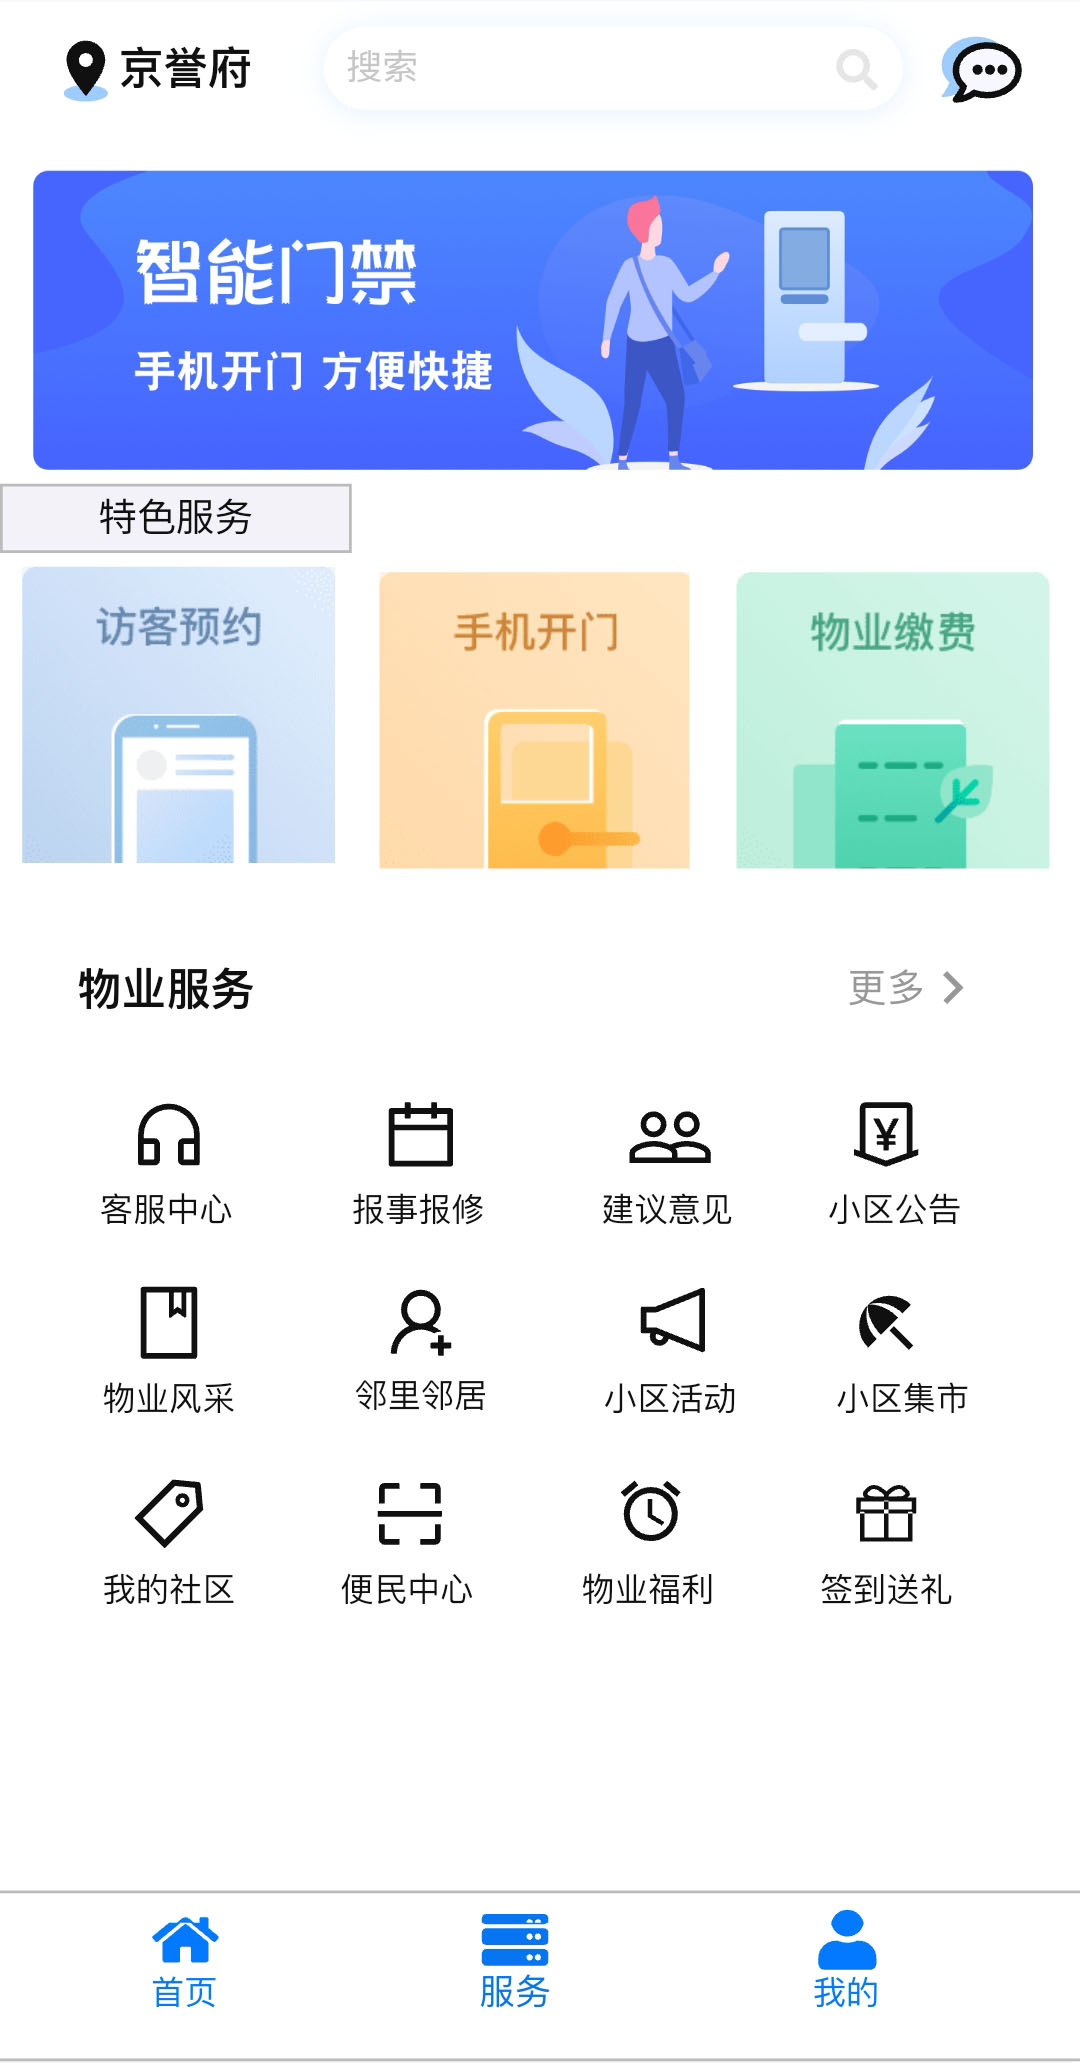 京誉府
搜索
智能门禁
手机开门 方便快捷
特色服务
访客预约 手机开门 物业缴费
物业服务 更多
客服中心 报事报修 建议意见 小区公告
物业风采 邻里邻居 小区活动 小区集市
我的社区 便民中心 物业福利 签到送礼
首页 服务 我的